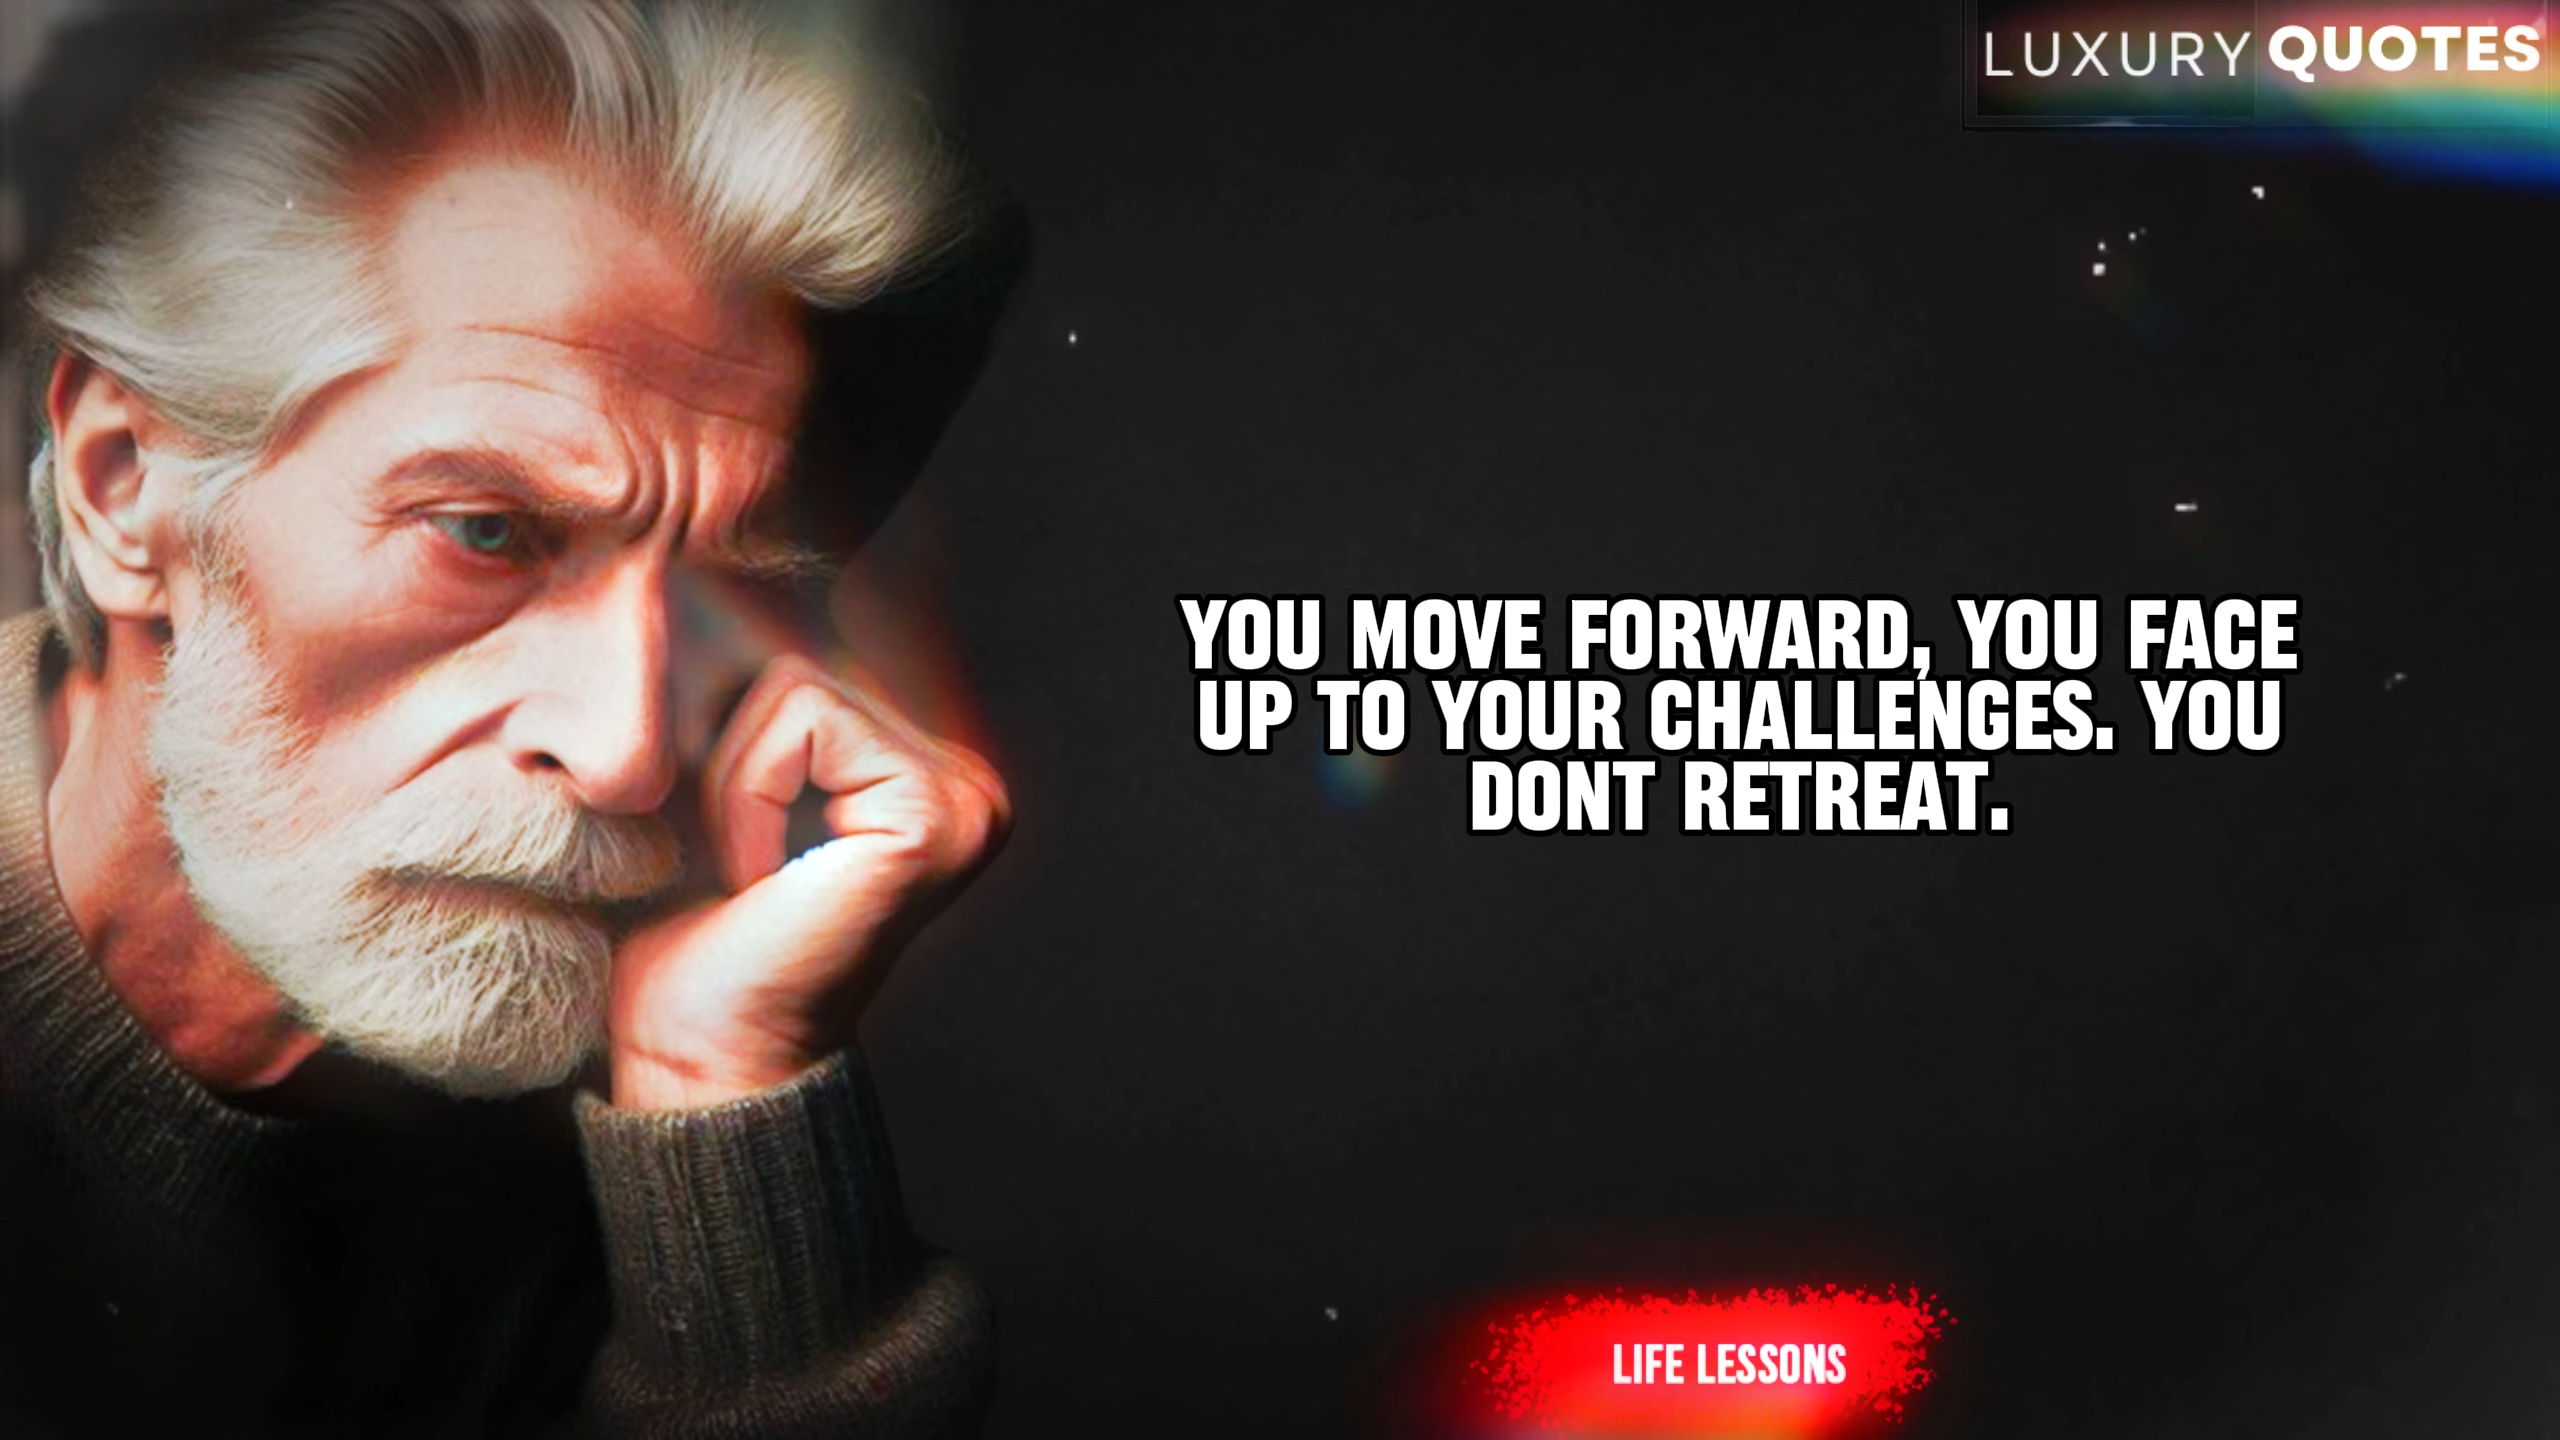 LUXURY QUOTES
YOU MOVE FORWARD, YOU FACE
UP TO YOUR CHALLENGES. YOU
DONT RETREAT.
LIFE LESSONS